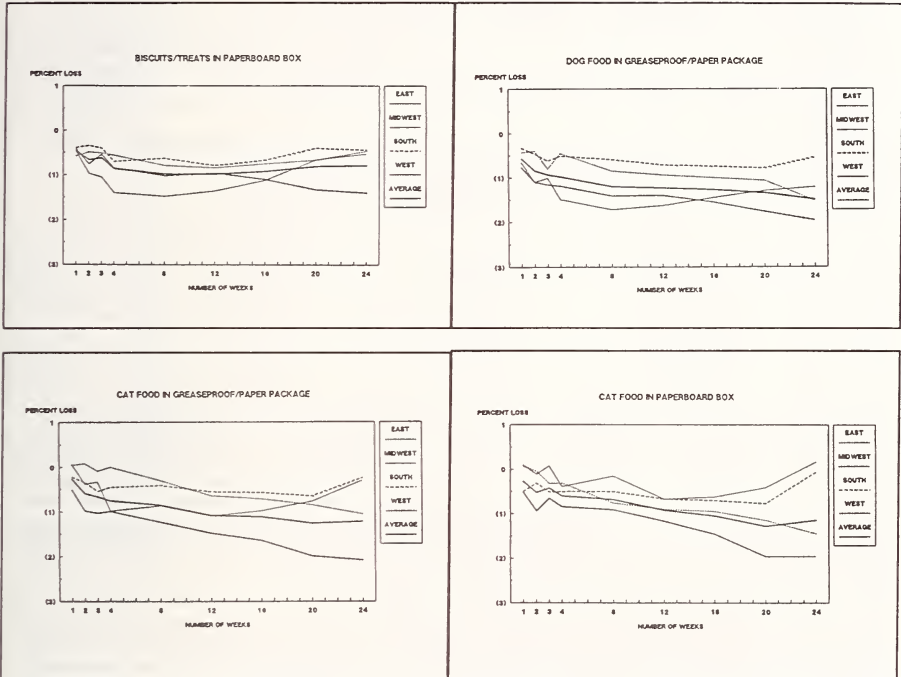 BISCUITS/TREATS IN PAPERBOARD BOX
PERCENT LOSS
1
0
(1)
(2)
(3)
1 2 3 4 8 12 16 20 24
NUMBER OF WEEKS
EAST
MIDWEST
SOUTH
WEST
AVERAGE
DOG FOOD IN GREASEPROOF/PAPER PACKAGE
PERCENT LOSS
1
0
(1)
(2)
(3)
1 2 3 4 8 12 16 20 24
NUMBER OF WEEKS
EAST
MIDWEST
SOUTH
WEST
AVERAGE
CAT FOOD IN GREASEPROOF/PAPER PACKAGE
PERCENT LOSS
1
0
(1)
(2)
(3)
1 2 3 4 8 12 16 20 24
NUMBER OF WEEKS
EAST
MIDWEST
SOUTH
WEST
AVERAGE
CAT FOOD IN PAPERBOARD BOX
PERCENT LOSS
1
0
(1)
(2)
(3)
1 2 3 4 8 12 16 20 24
NUMBER OF WEEKS
EAST
MIDWEST
SOUTH
WEST
AVERAGE